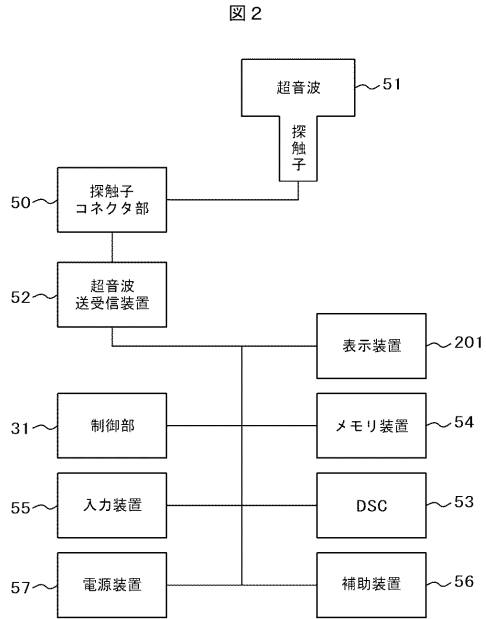 図2
超音波
探触子
51
探触子
コネクタ部
50
超音波
送受信装置
52
表示装置
201
制御部
31
メモリ装置
54
入力装置
55
DSC
53
電源装置
57
補助装置
56